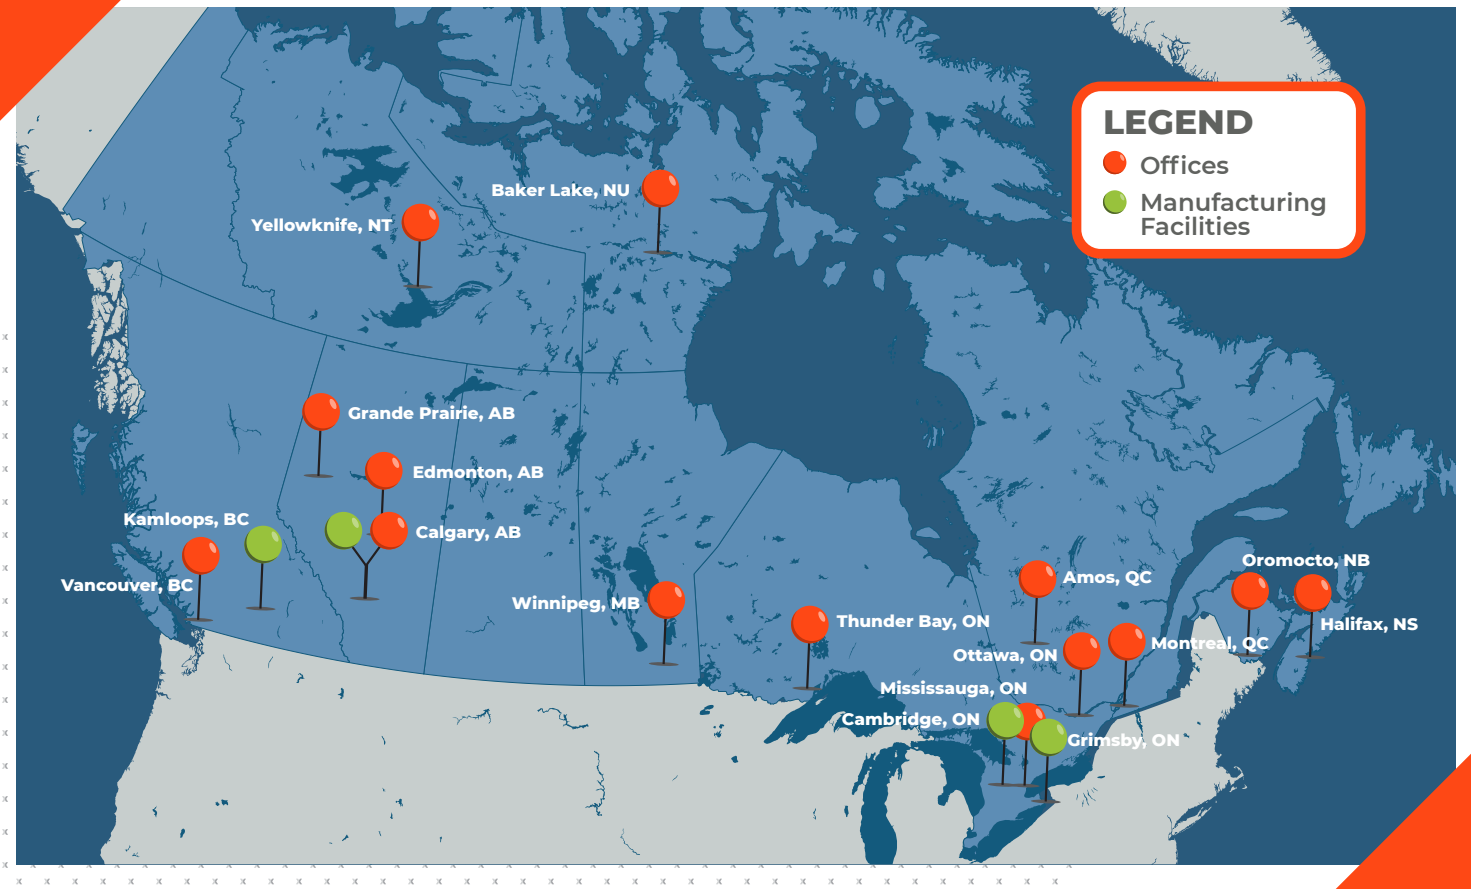 LEGEND
Offices
Manufacturing
Facilities
Baker Lake, NU
Yellowknife, NT
Grande Prairie, AB
Edmonton, AB
Kamloops, BC
Calgary, AB
Vancouver, BC
Winnipeg, MB
Thunder Bay, ON
Amos, QC
Oromocto, NB
Halifax, NS
Montreal, QC
Ottawa, ON
Mississauga, ON
Cambridge, ON
Grimsby, ON